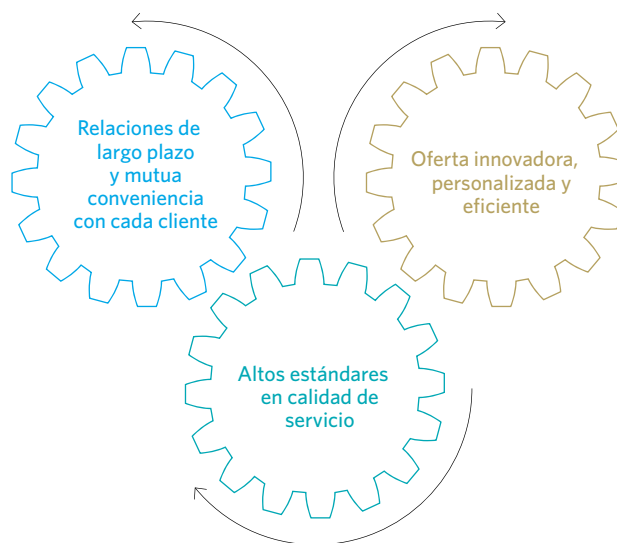 Relaciones de
largo plazo
y mutua
conveniencia
con cada cliente
Oferta innovadora,
personalizada y
eficiente
Altos estándares
en calidad de
servicio